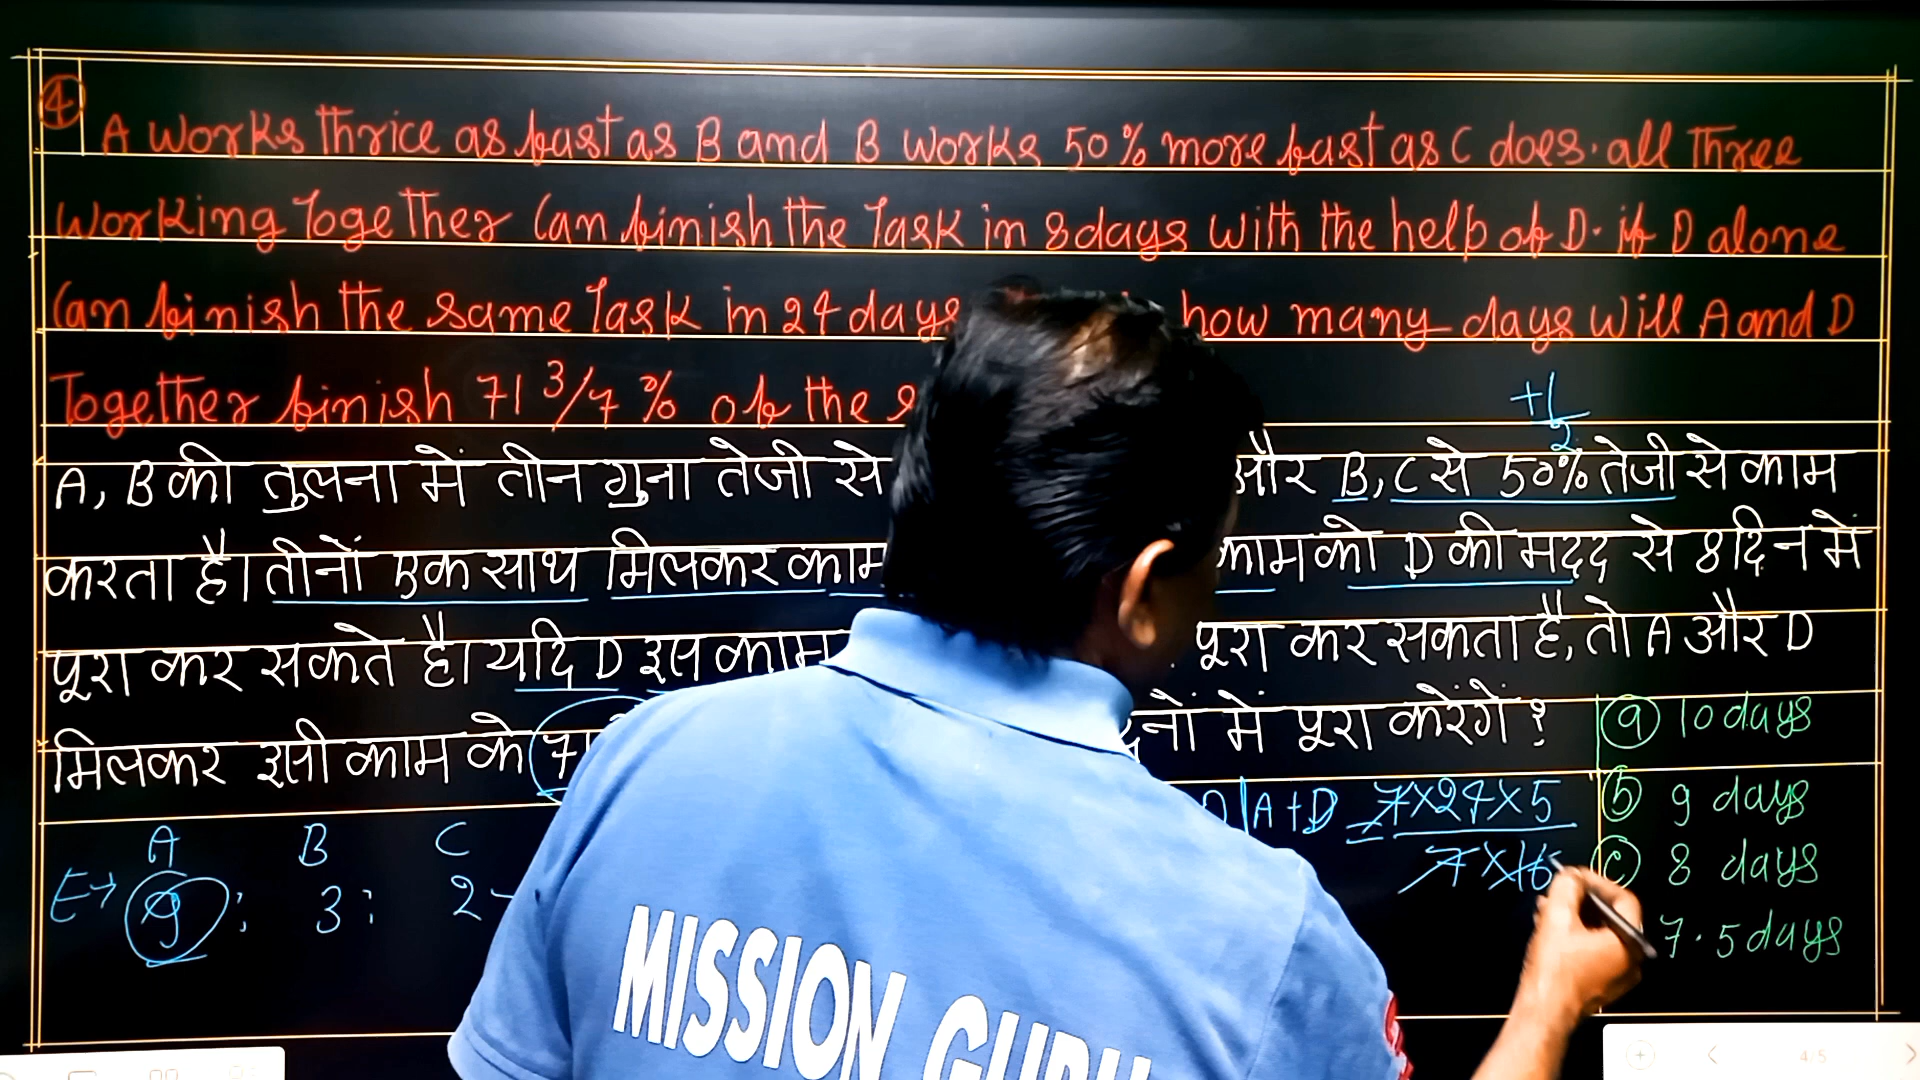 ④ A works thrice as fast as B and B works 50% more fast as C does. all Three
working Together Can finish the Task in 8days with the help of D. if D alone
Can finish the same Task in 24 days how many days will A and D
Together finish 71 3/7 % of the
+1/2
A, B की तुलना में तीन गुना तेजी से और B, C से 50% तेजी से काम
करता है। तीनों एक साथ मिलकर काम काम को D की मदद से 8 दिन में
पूरा कर सकते है। यदि D इस काम पूरा कर सकता है, तो A और D
मिलकर इसी काम के 7 में पूरा करेंगें ?
ⓐ 10 days
ⓑ 9 days
ⓒ 8 days
7.5 days
A B C
E→ 9 : 3 : 2
A+D 7×24×5
7×16
MISSION GURU
4/5